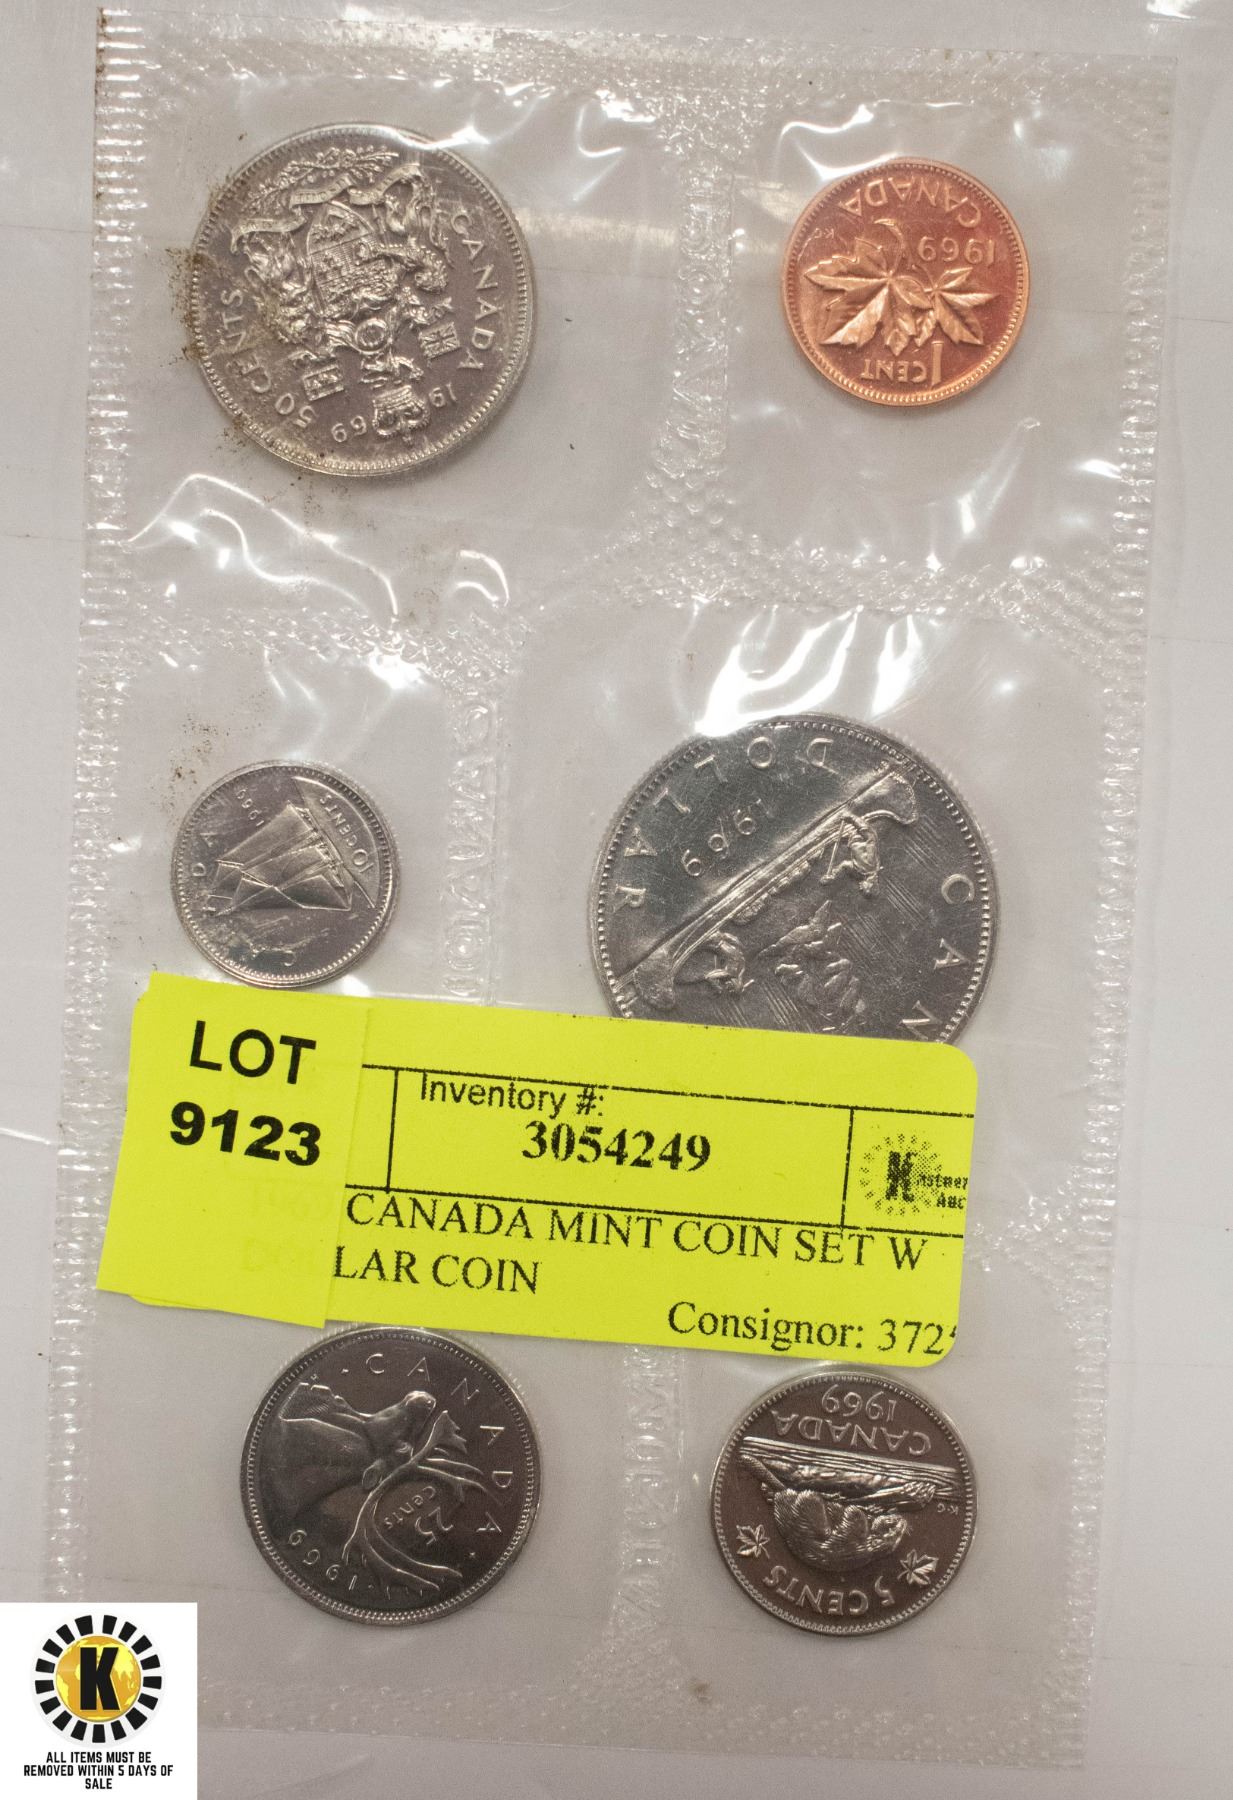 CANADA
50 CENTS
1969
CANADA
1969
1 CENT
K·G
1969
10 CENTS
CAN
DOLLAR
1969
LOT
9123
Inventory #:
3054249
CANADA MINT COIN SET W
LAR COIN
Consignor: 372
CANADA
25
cents
1969
1969
CANADA
K·G
5 CENTS
K
ALL ITEMS MUST BE
REMOVED WITHIN 5 DAYS OF
SALE